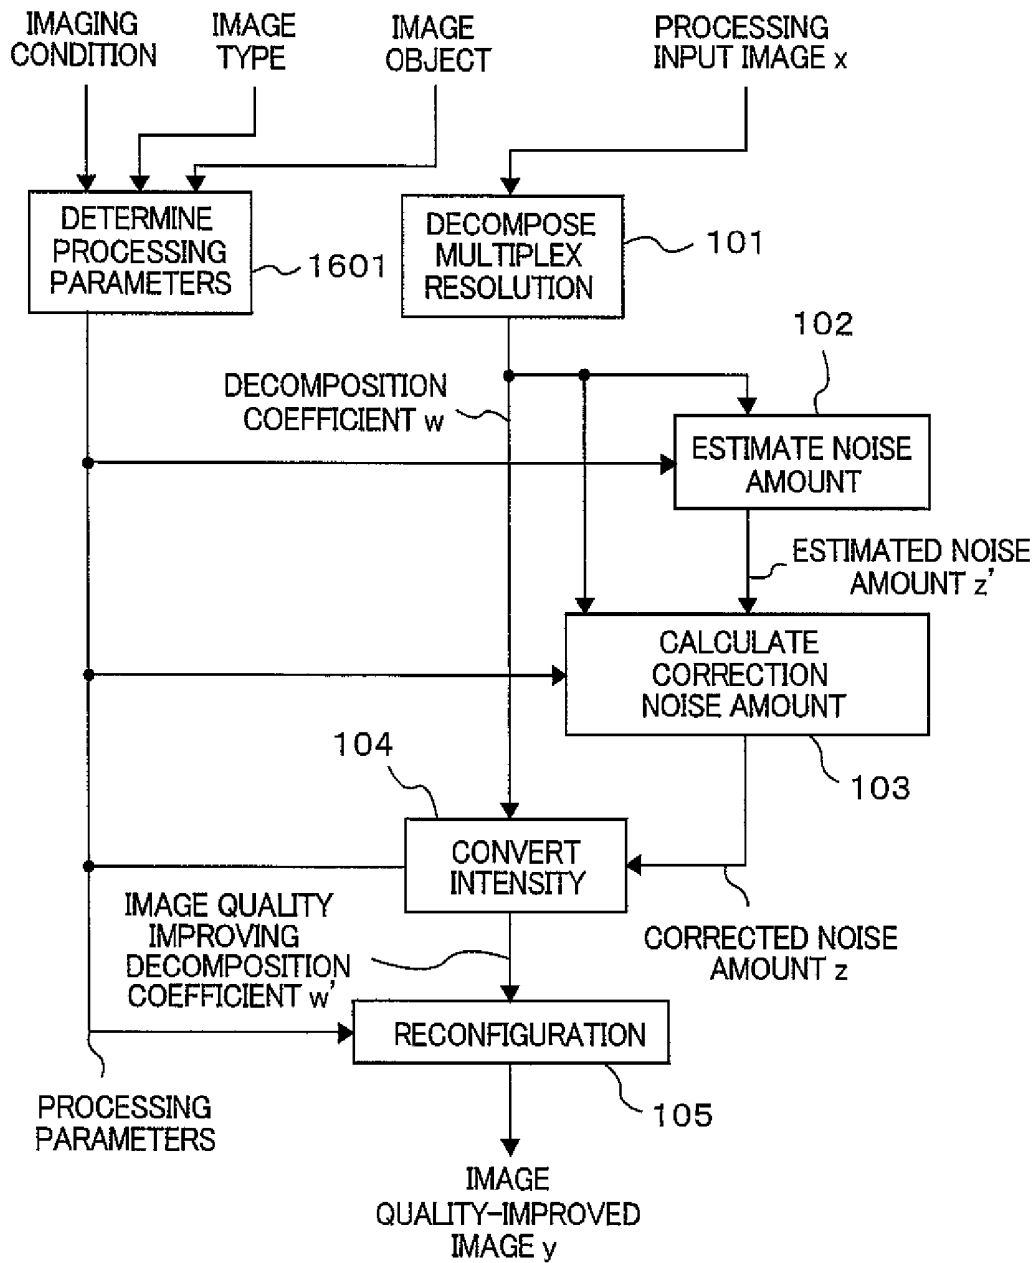 IMAGING
CONDITION
IMAGE
TYPE
IMAGE
OBJECT
PROCESSING
INPUT IMAGE x
DETERMINE
PROCESSING
PARAMETERS
1601
DECOMPOSE
MULTIPLEX
RESOLUTION
101
102
DECOMPOSITION
COEFFICIENT w
ESTIMATE NOISE
AMOUNT
ESTIMATED NOISE
AMOUNT z'
CALCULATE
CORRECTION
NOISE AMOUNT
103
104
CONVERT
INTENSITY
IMAGE QUALITY
IMPROVING
DECOMPOSITION
COEFFICIENT w'
CORRECTED NOISE
AMOUNT z
RECONFIGURATION
105
PROCESSING
PARAMETERS
IMAGE
QUALITY-IMPROVED
IMAGE y